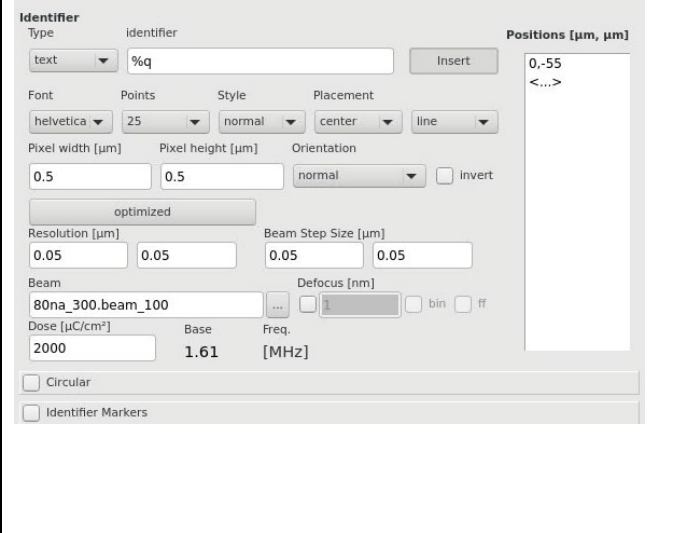 Identifier
Type identifier Positions [µm, µm]
text %q Insert 0,-55
<...>
Font Points Style Placement
helvetica 25 normal center line
Pixel width [µm] Pixel height [µm] Orientation
0.5 0.5 normal invert
optimized
Resolution [µm] Beam Step Size [µm]
0.05 0.05 0.05 0.05
Beam Defocus [nm]
80na_300.beam_100 ... 1 bin ff
Dose [µC/cm²] Base Freq.
2000 1.61 [MHz]
Circular
Identifier Markers